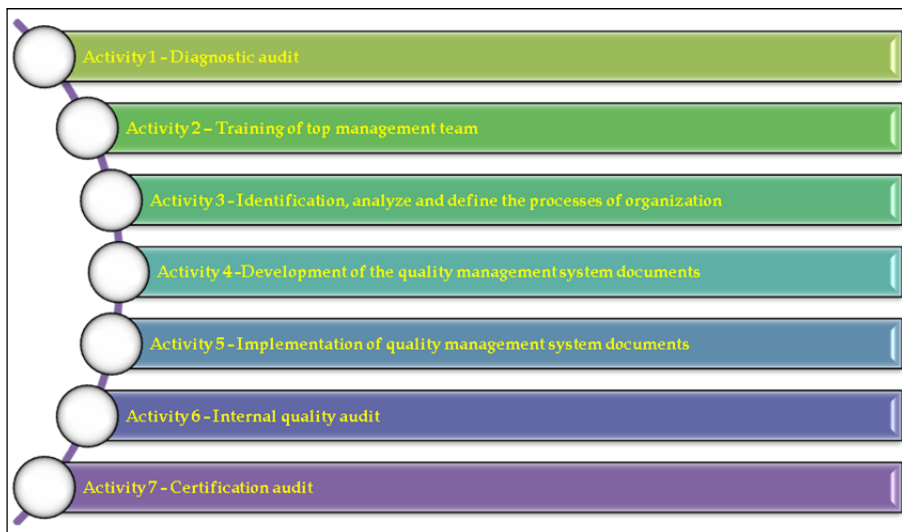 Activity 1 - Diagnostic audit
Activity 2 – Training of top management team
Activity 3 - Identification, analyze and define the processes of organization
Activity 4 -Development of the quality management system documents
Activity 5 - Implementation of quality management system documents
Activity 6 - Internal quality audit
Activity 7 - Certification audit